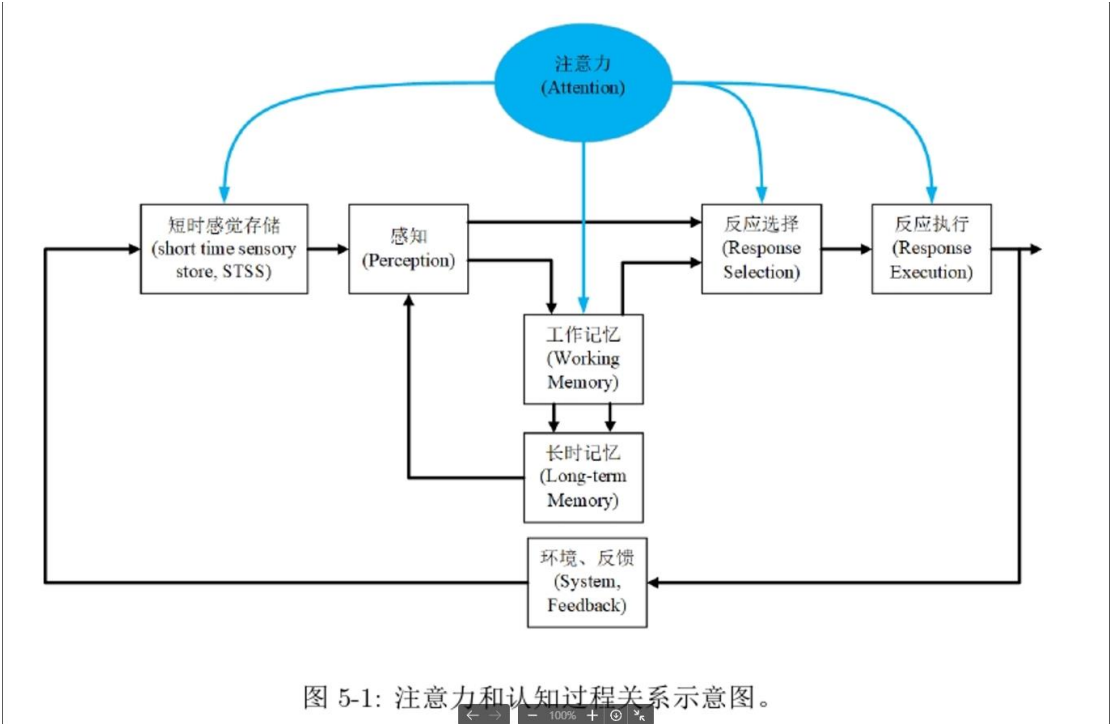 注意力
(Attention)
短时感觉存储
(short time sensory
store, STSS)
感知
(Perception)
反应选择
(Response
Selection)
反应执行
(Response
Execution)
工作记忆
(Working
Memory)
长时记忆
(Long-term
Memory)
环境、反馈
(System,
Feedback)
图 5-1: 注意力和认知过程关系示意图。
100%